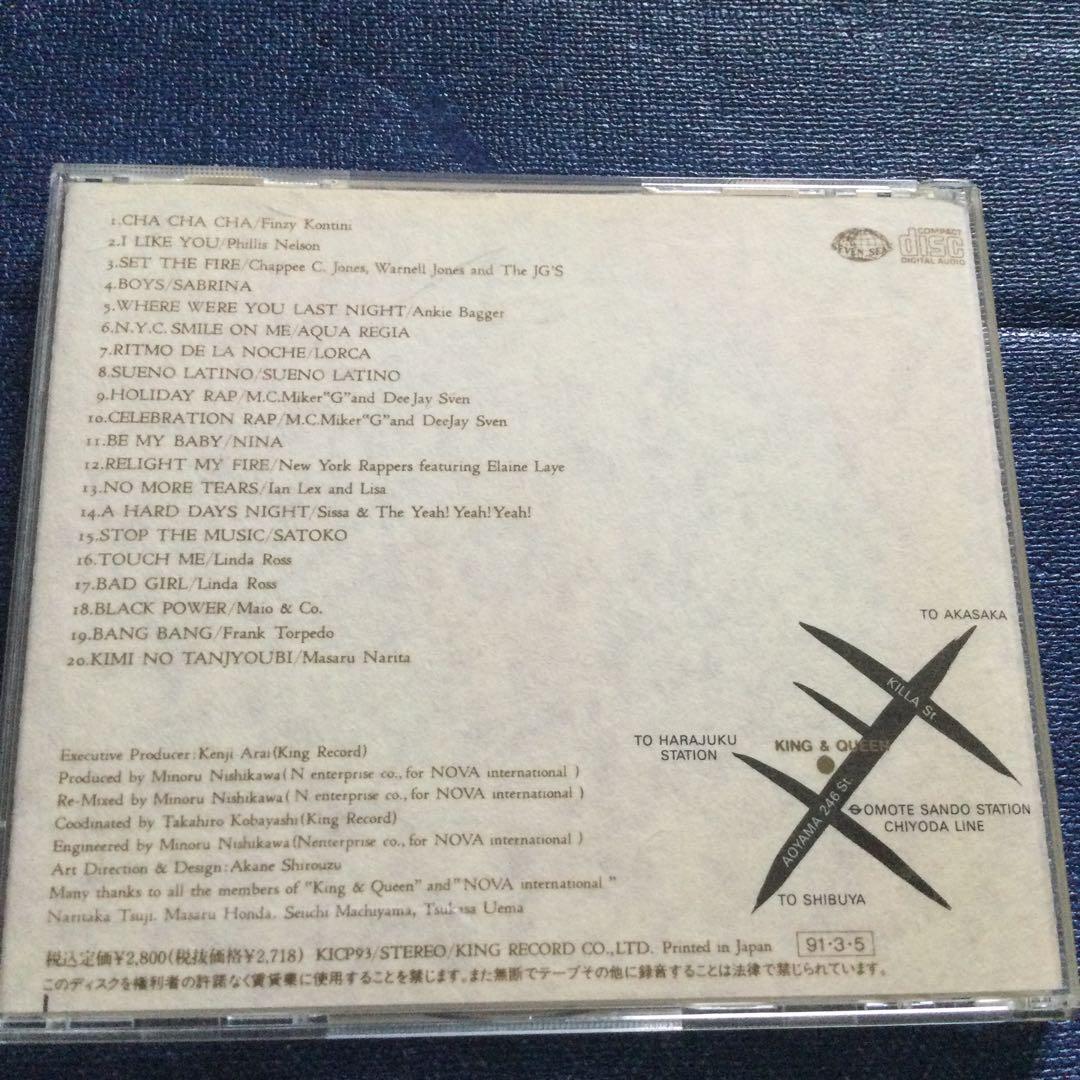 1.CHA CHA CHA/Finzy Kontini
2.I LIKE YOU/Phillis Nelson
3.SET THE FIRE/Chappee C. Jones, Warnell Jones and The JG'S
4.BOYS/SABRINA
5.WHERE WERE YOU LAST NIGHT/Ankie Bagger
6.N.Y.C. SMILE ON ME/AQUA REGIA
7.RITMO DE LA NOCHE/LORCA
8.SUENO LATINO/SUENO LATINO
9.HOLIDAY RAP/M.C.Miker"G"and DeeJay Sven
10.CELEBRATION RAP/M.C.Miker"G"and DeeJay Sven
11.BE MY BABY/NINA
12.RELIGHT MY FIRE/New York Rappers featuring Elaine Laye
13.NO MORE TEARS/Ian Lex and Lisa
14.A HARD DAYS NIGHT/Sissa & The Yeah! Yeah! Yeah!
15.STOP THE MUSIC/SATOKO
16.TOUCH ME/Linda Ross
17.BAD GIRL/Linda Ross
18.BLACK POWER/Maio & Co.
19.BANG BANG/Frank Torpedo
20.KIMI NO TANJYOUBI/Masaru Narita
SEVEN SEAS
COMPACT
disc
DIGITAL AUDIO
TO AKASAKA
KILLA St
TO HARAJUKU
STATION
KING & QUEEN
AOYAMA 246 St
OMOTE SANDO STATION
CHIYODA LINE
TO SHIBUYA
Executive Producer:Kenji Arai(King Record)
Produced by Minoru Nishikawa(N enterprise co., for NOVA international)
Re-Mixed by Minoru Nishikawa(N enterprise co., for NOVA international)
Coodinated by Takahiro Kobayashi(King Record)
Engineered by Minoru Nishikawa(Nenterprise co., for NOVA international)
Art Direction & Design:Akane Shirouzu
Many thanks to all the members of "King & Queen" and "NOVA international"
Naritaka Tsuji. Masaru Honda. Seiichi Machiyama, Tsukasa Uema
税込定価¥2,800(税抜価格¥2,718) KICP93/STEREO/KING RECORD CO.,LTD. Printed in Japan 91・3・5
このディスクを権利者の許諾なく賃貸業に使用することを禁じます。また無断でテープその他に録音することは法律で禁じられています。